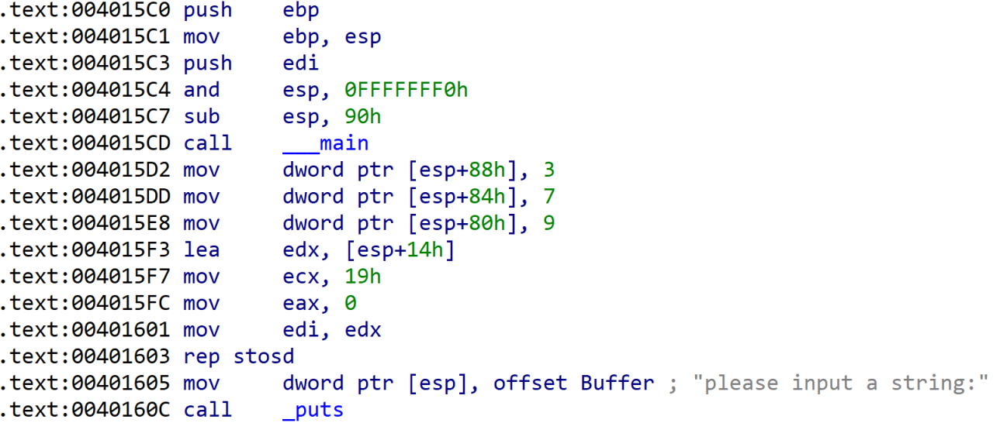 .text:004015C0 push    ebp
.text:004015C1 mov     ebp, esp
.text:004015C3 push    edi
.text:004015C4 and     esp, 0FFFFFFF0h
.text:004015C7 sub     esp, 90h
.text:004015CD call    ___main
.text:004015D2 mov     dword ptr [esp+88h], 3
.text:004015DD mov     dword ptr [esp+84h], 7
.text:004015E8 mov     dword ptr [esp+80h], 9
.text:004015F3 lea     edx, [esp+14h]
.text:004015F7 mov     ecx, 19h
.text:004015FC mov     eax, 0
.text:00401601 mov     edi, edx
.text:00401603 rep stosd
.text:00401605 mov     dword ptr [esp], offset Buffer ; "please input a string:"
.text:0040160C call    _puts